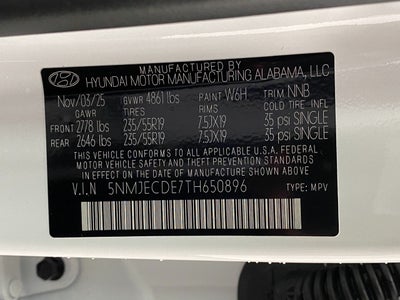 MANUFACTURED BY
HYUNDAI MOTOR MANUFACTURING ALABAMA, LLC
Nov/03/25 GVWR 4861 lbs PAINT W6H TRIM NNB
GAWR TIRES RIMS COLD TIRE INFL
FRONT 2778 lbs 235/55R19 7.5JX19 35 psi SINGLE
REAR 2646 lbs 235/55R19 7.5JX19 35 psi SINGLE
THIS VEHICLE CONFORMS TO ALL APPLICABLE U.S.A. FEDERAL
MOTOR VEHICLE SAFETY, BUMPER, AND THEFT PREVENTION
STANDARDS IN EFFECT ON THE DATE OF MANUFACTURE SHOWN ABOVE.
V.I.N 5NMJECDE7TH650896 TYPE: MPV